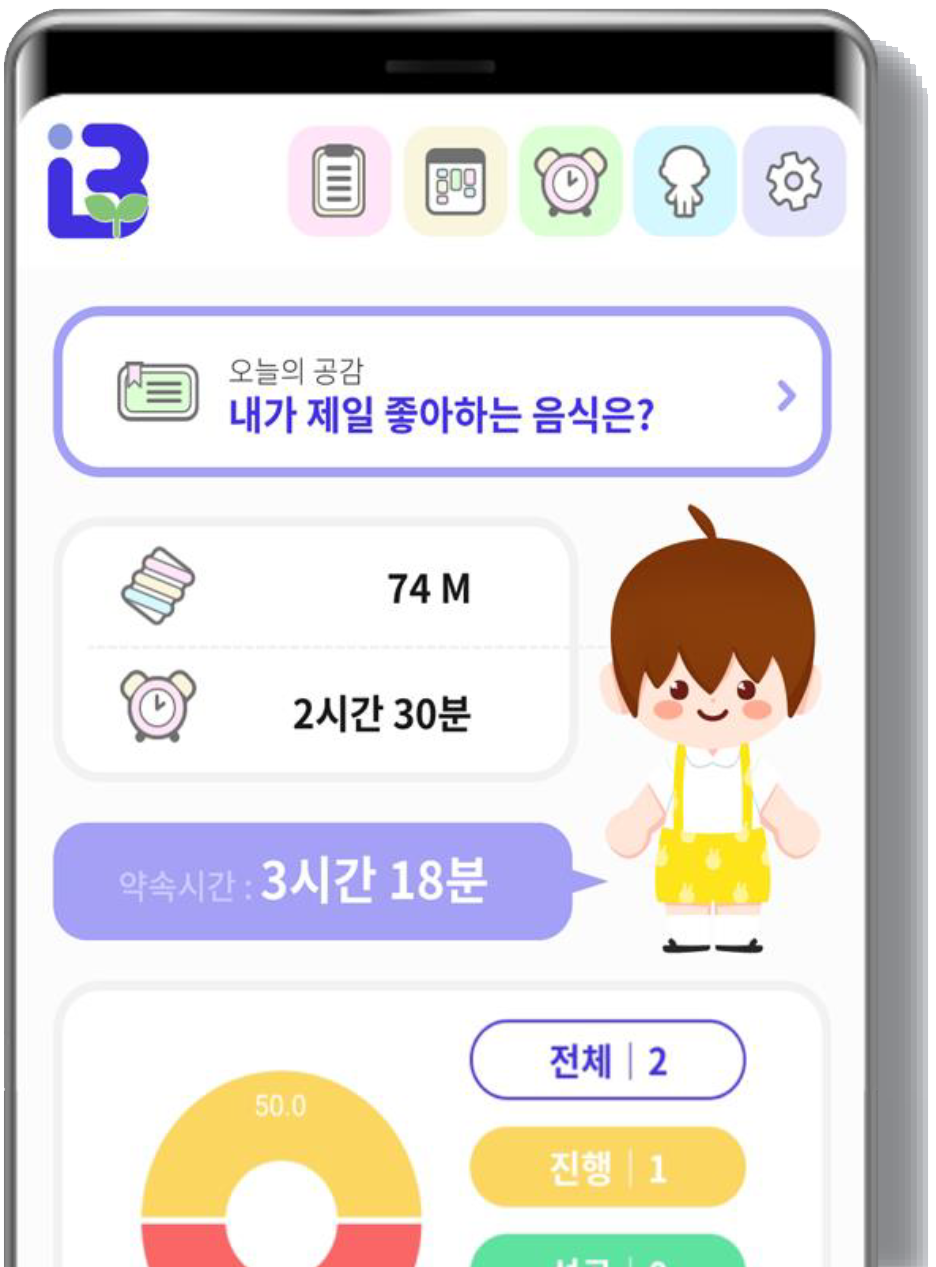 오늘의 공감
내가 제일 좋아하는 음식은?
74 M
2시간 30분
약속시간 : 3시간 18분
전체 | 2
50.0
진행 | 1